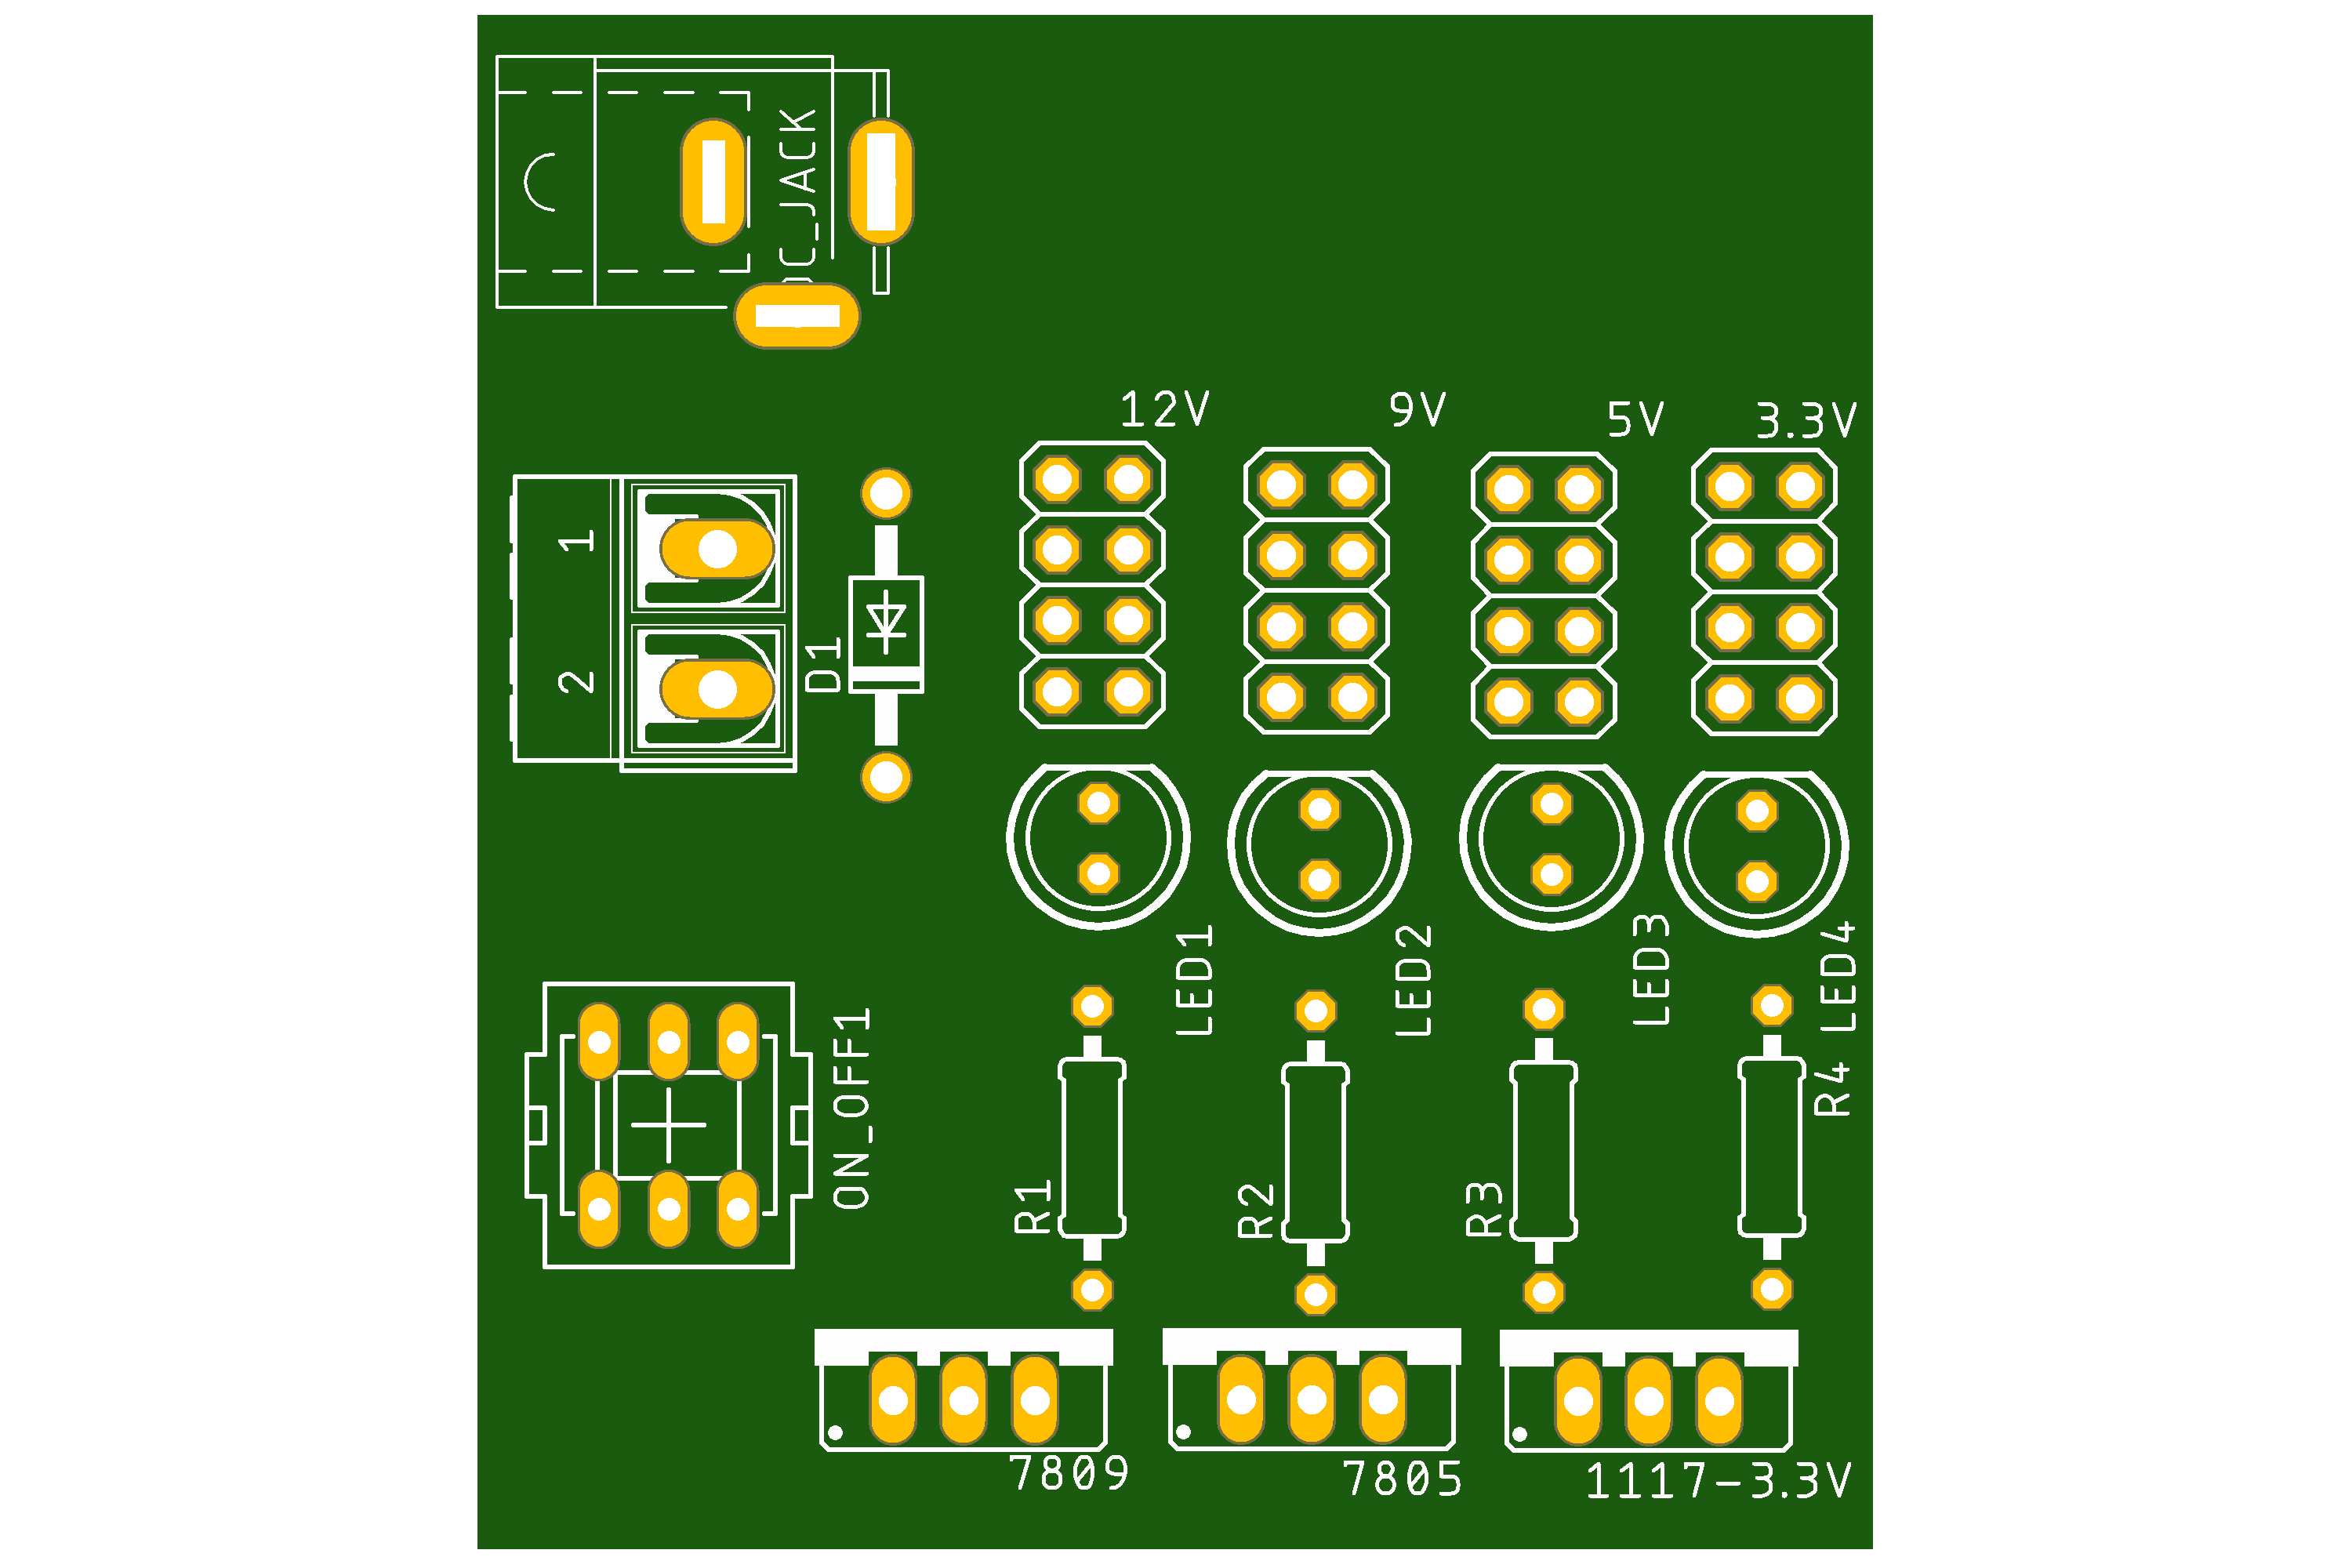 DC_JACK
12V
9V
5V
3.3V
1
2
D1
LED1
LED2
LED3
LED4
ON_OFF1
R1
R2
R3
R4
7809
7805
1117-3.3V